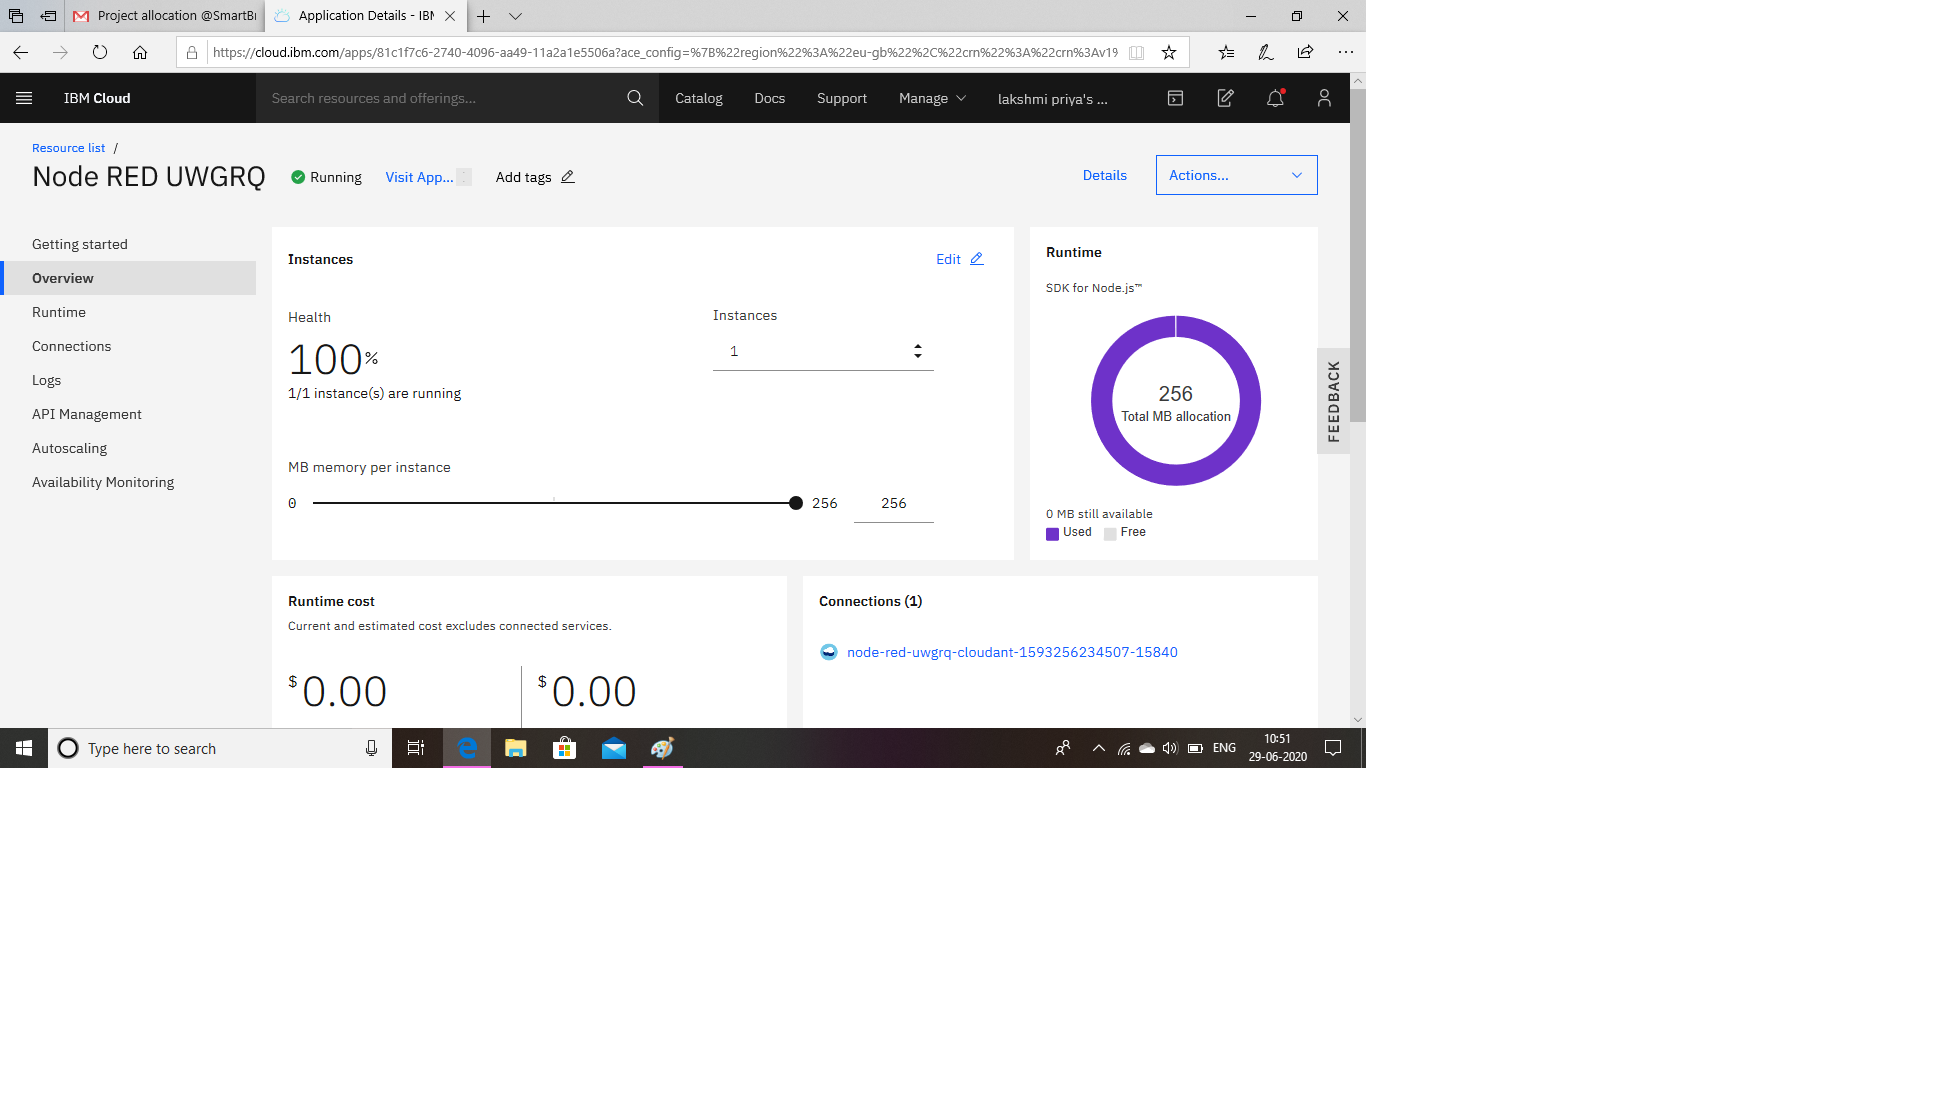 Project allocation @SmartBr
Application Details - IBM
https://cloud.ibm.com/apps/81c1f7c6-2740-4096-aa49-11a2a1e5506a?ace_config=%7B%22region%22%3A%22eu-gb%22%2C%22crn%22%3A%22crn%3Av19
IBM Cloud
Search resources and offerings...
Catalog
Docs
Support
Manage
lakshmi priya's ...
Resource list /
Node RED UWGRQ
Running
Visit App...
Add tags
Details
Actions...
Getting started
Overview
Runtime
Connections
Logs
API Management
Autoscaling
Availability Monitoring
Instances
Edit
Health
100%
1/1 instance(s) are running
Instances
1
MB memory per instance
0
256
256
Runtime
SDK for Node.js™
256
Total MB allocation
0 MB still available
Used
Free
FEEDBACK
Runtime cost
Current and estimated cost excludes connected services.
$0.00
$0.00
Connections (1)
node-red-uwgrq-cloudant-1593256234507-15840
Type here to search
ENG
10:51
29-06-2020